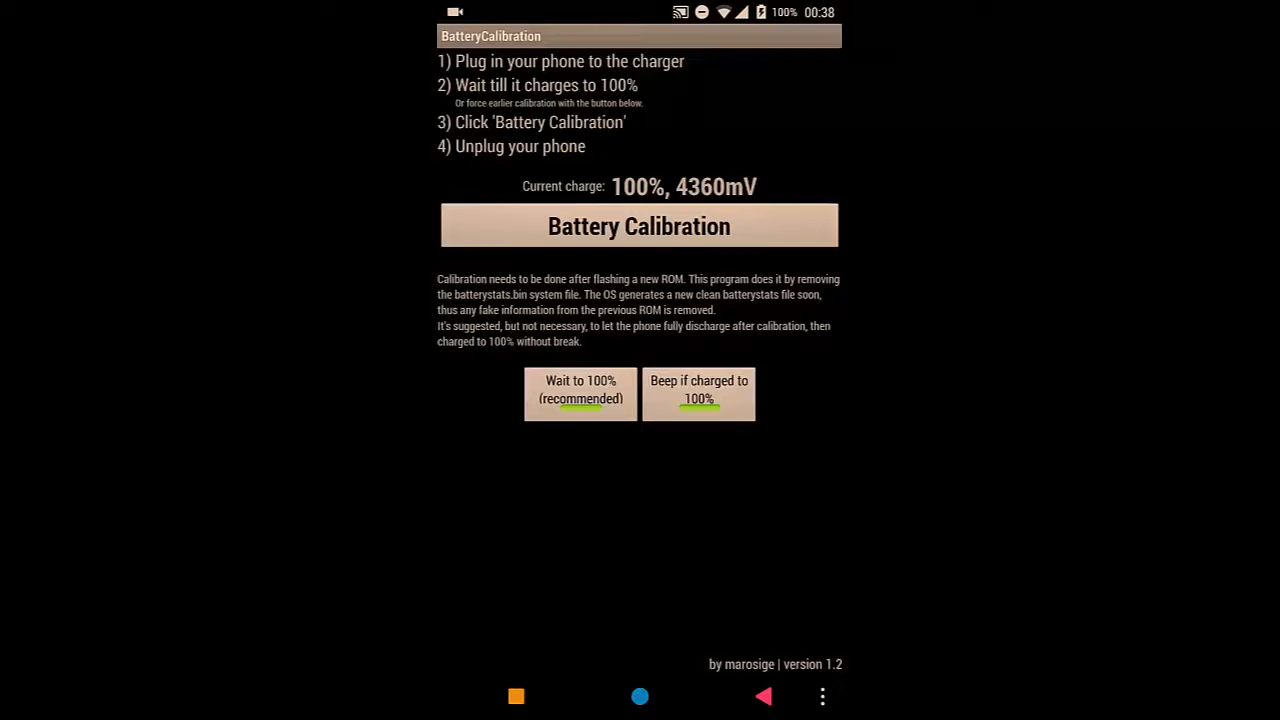 100% 00:38
BatteryCalibration
1) Plug in your phone to the charger
2) Wait till it charges to 100%
Or force earlier calibration with the button below.
3) Click 'Battery Calibration'
4) Unplug your phone
Current charge: 100%, 4360mV
Battery Calibration
Calibration needs to be done after flashing a new ROM. This program does it by removing
the batterystats.bin system file. The OS generates a new clean batterystats file soon,
thus any fake information from the previous ROM is removed.
It's suggested, but not necessary, to let the phone fully discharge after calibration, then
charged to 100% without break.
Wait to 100%
(recommended)
Beep if charged to
100%
by marosige | version 1.2